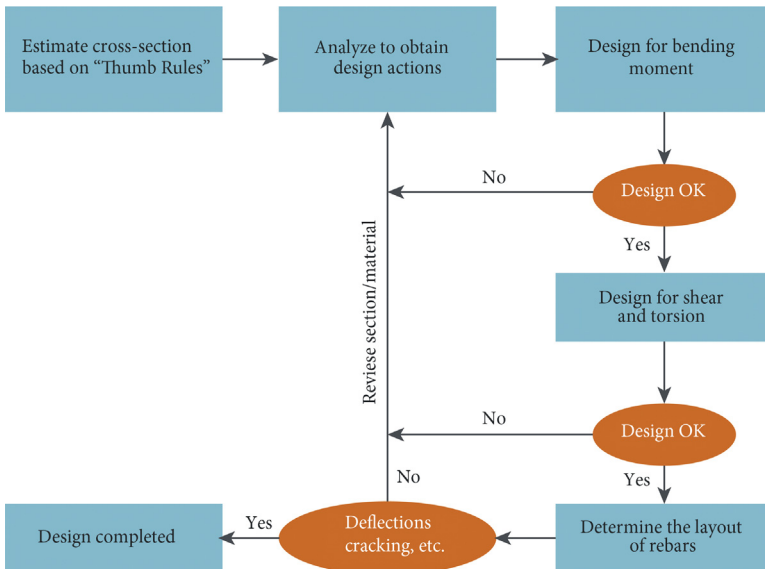 Estimate cross-section
based on “Thumb Rules”
Analyze to obtain
design actions
Design for bending
moment
Design OK
No
Yes
Design for shear
and torsion
Design OK
No
Yes
Determine the layout
of rebars
Deflections
cracking, etc.
No
Reviese section/material
Yes
Design completed